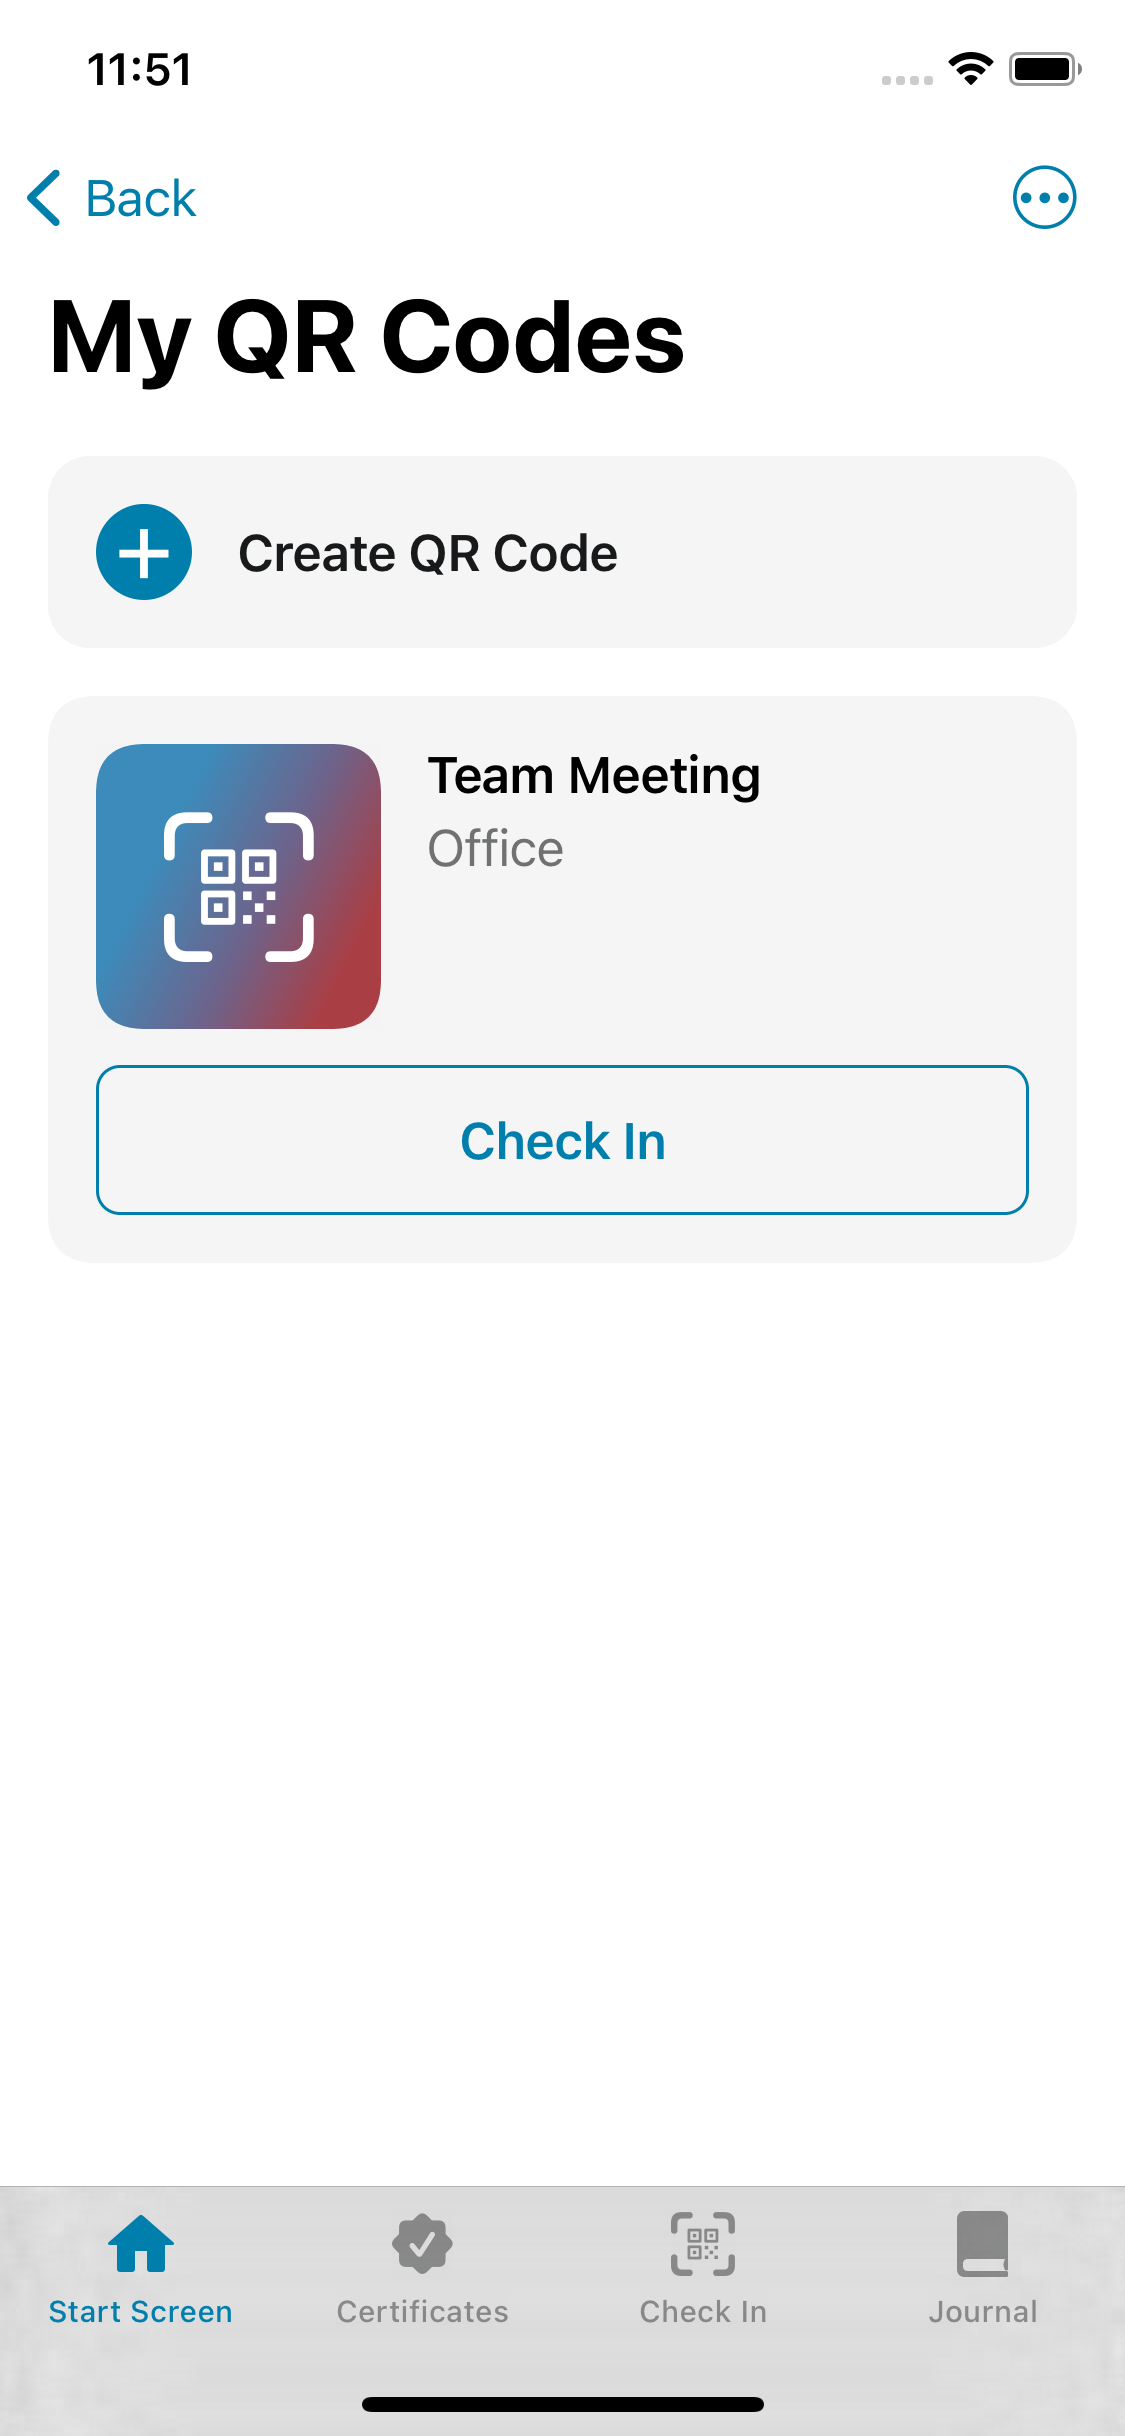 11:51
Back
My QR Codes
Create QR Code
Team Meeting
Office
Check In
Start Screen
Certificates
Check In
Journal